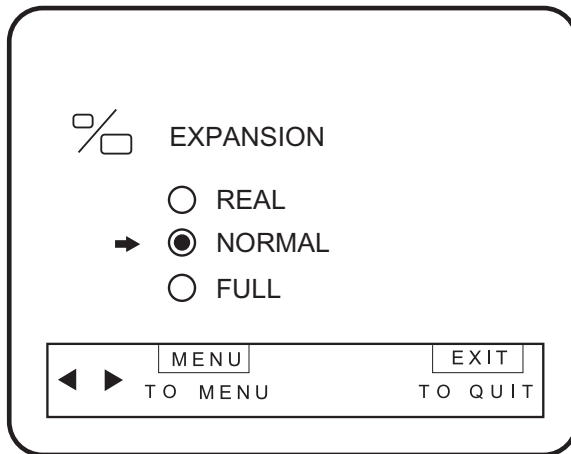 EXPANSION
REAL
NORMAL
FULL
MENU EXIT
TO MENU TO QUIT